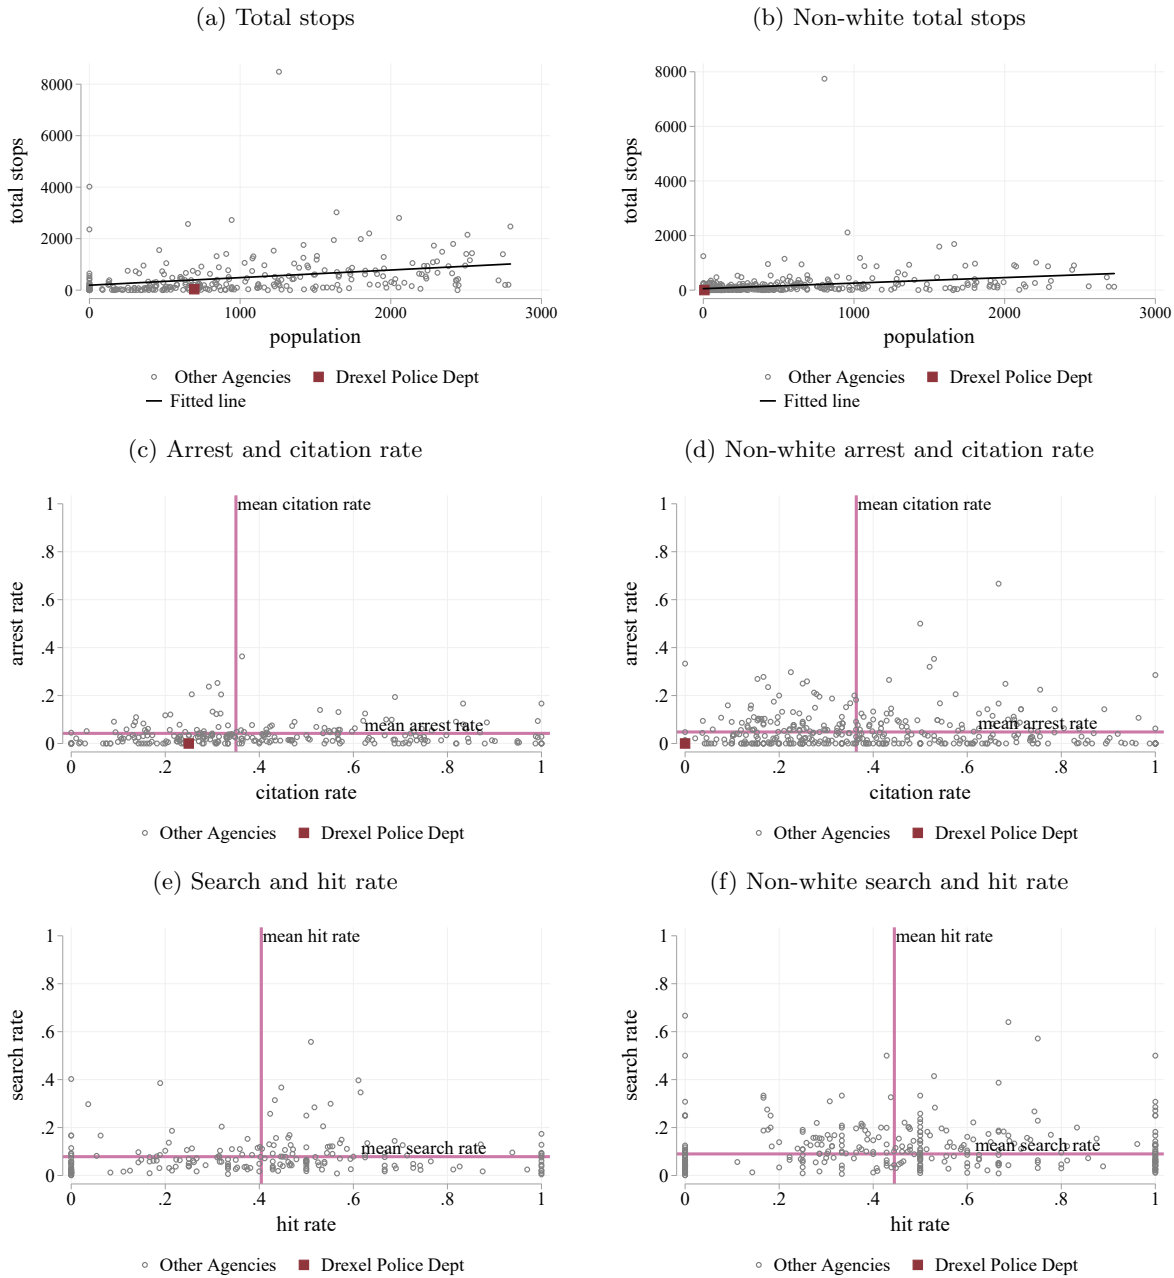 (a) Total stops
(b) Non-white total stops
8000
6000
4000
2000
0
total stops
0
1000
2000
3000
population
Other Agencies
Drexel Police Dept
Fitted line
8000
6000
4000
2000
0
total stops
0
1000
2000
3000
population
Other Agencies
Drexel Police Dept
Fitted line
(c) Arrest and citation rate
(d) Non-white arrest and citation rate
1
.8
.6
.4
.2
0
arrest rate
mean citation rate
mean arrest rate
0
.2
.4
.6
.8
1
citation rate
Other Agencies
Drexel Police Dept
1
.8
.6
.4
.2
0
arrest rate
mean citation rate
mean arrest rate
0
.2
.4
.6
.8
1
citation rate
Other Agencies
Drexel Police Dept
(e) Search and hit rate
(f) Non-white search and hit rate
1
.8
.6
.4
.2
0
search rate
mean hit rate
mean search rate
0
.2
.4
.6
.8
1
hit rate
Other Agencies
Drexel Police Dept
1
.8
.6
.4
.2
0
search rate
mean hit rate
mean search rate
0
.2
.4
.6
.8
1
hit rate
Other Agencies
Drexel Police Dept